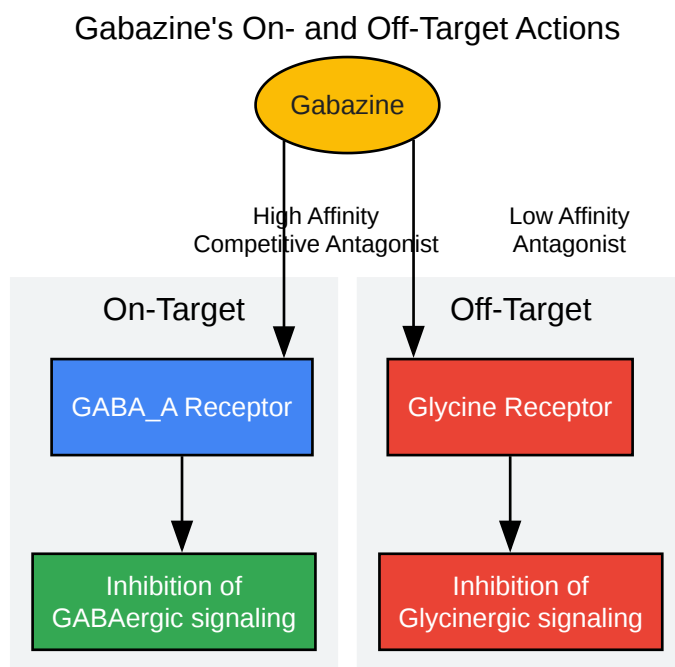 Gabazine's On- and Off-Target Actions
Gabazine
High Affinity
Competitive Antagonist
Low Affinity
Antagonist
On-Target
Off-Target
GABA_A Receptor
Glycine Receptor
Inhibition of
GABAergic signaling
Inhibition of
Glycinergic signaling